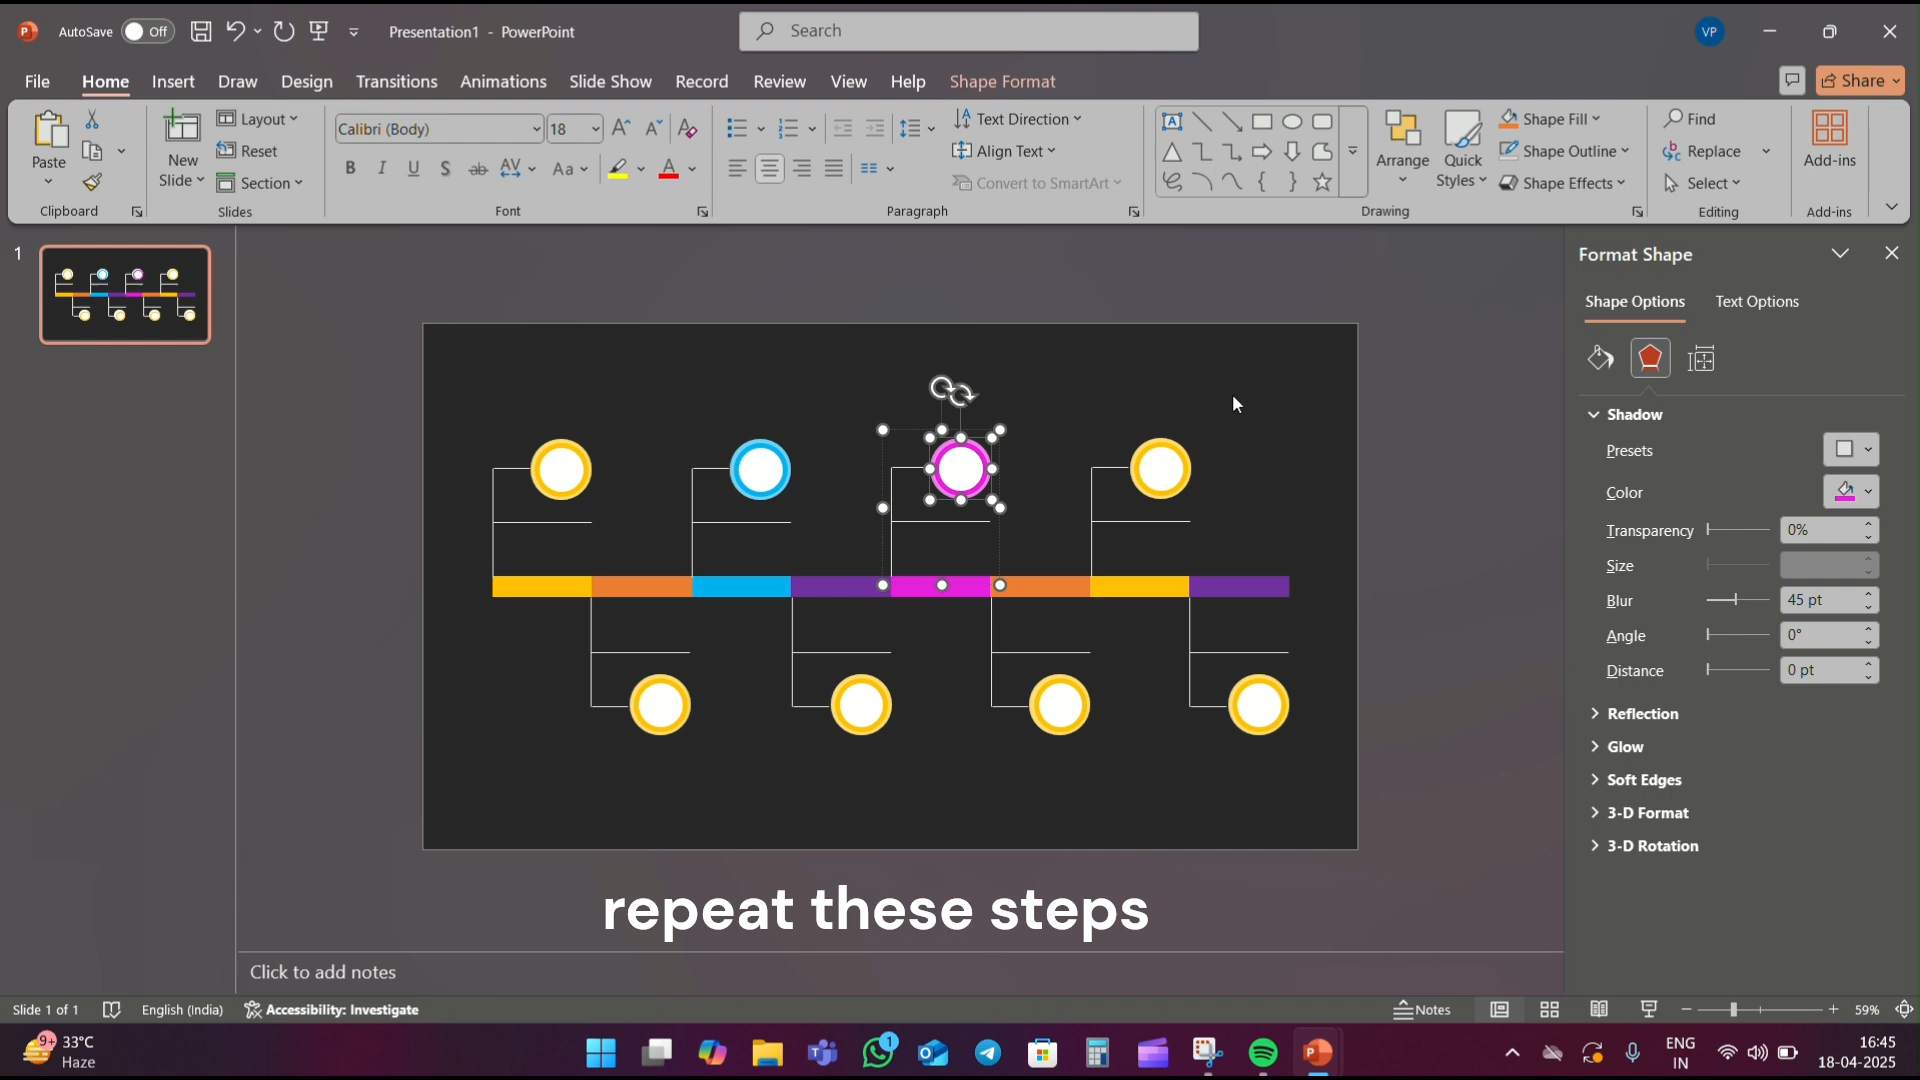 AutoSave Off Presentation1 - PowerPoint Search VP
File Home Insert Draw Design Transitions Animations Slide Show Record Review View Help Shape Format Share
Paste
Clipboard
New
Slide
Layout
Reset
Section
Slides
Calibri (Body) 18
Font
Text Direction
Align Text
Convert to SmartArt
Paragraph
Arrange
Quick
Styles
Shape Fill
Shape Outline
Shape Effects
Drawing
Find
Replace
Select
Editing
Add-ins
Add-ins
1
Format Shape
Shape Options Text Options
Shadow
Presets
Color
Transparency 0%
Size
Blur 45 pt
Angle 0°
Distance 0 pt
Reflection
Glow
Soft Edges
3-D Format
3-D Rotation
repeat these steps
Click to add notes
Slide 1 of 1 English (India) Accessibility: Investigate Notes 59%
9+ 33°C
Haze
1
ENG
IN
16:45
18-04-2025